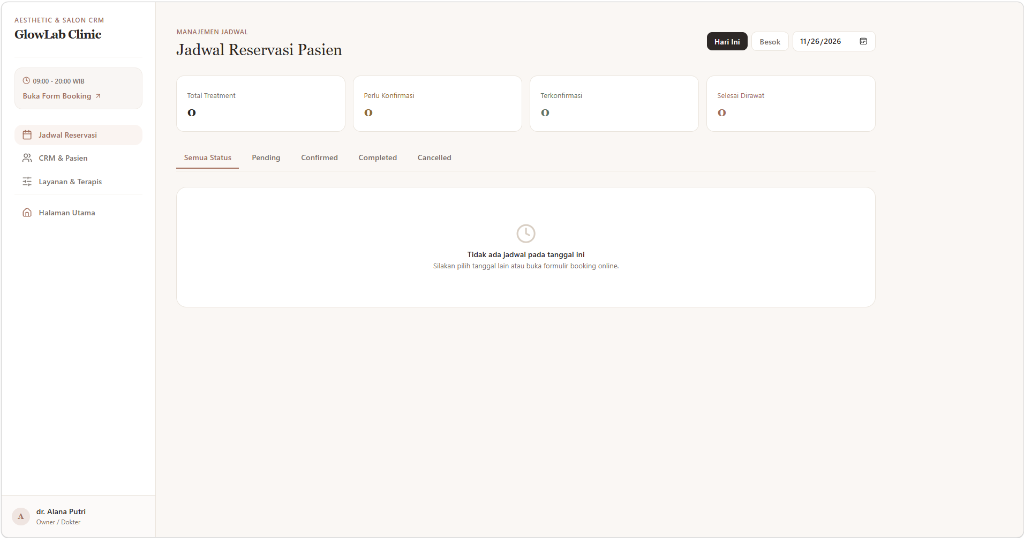 AESTHETIC & SALON CRM
GlowLab Clinic
09:00 - 20:00 WIB
Buka Form Booking ↗
Jadwal Reservasi
CRM & Pasien
Layanan & Terapis
Halaman Utama
A
dr. Alana Putri
Owner / Dokter
MANAJEMEN JADWAL
Jadwal Reservasi Pasien
Hari Ini
Besok
11/26/2026
Total Treatment
0
Perlu Konfirmasi
0
Terkonfirmasi
0
Selesai Dirawat
0
Semua Status
Pending
Confirmed
Completed
Cancelled
Tidak ada jadwal pada tanggal ini
Silakan pilih tanggal lain atau buka formulir booking online.